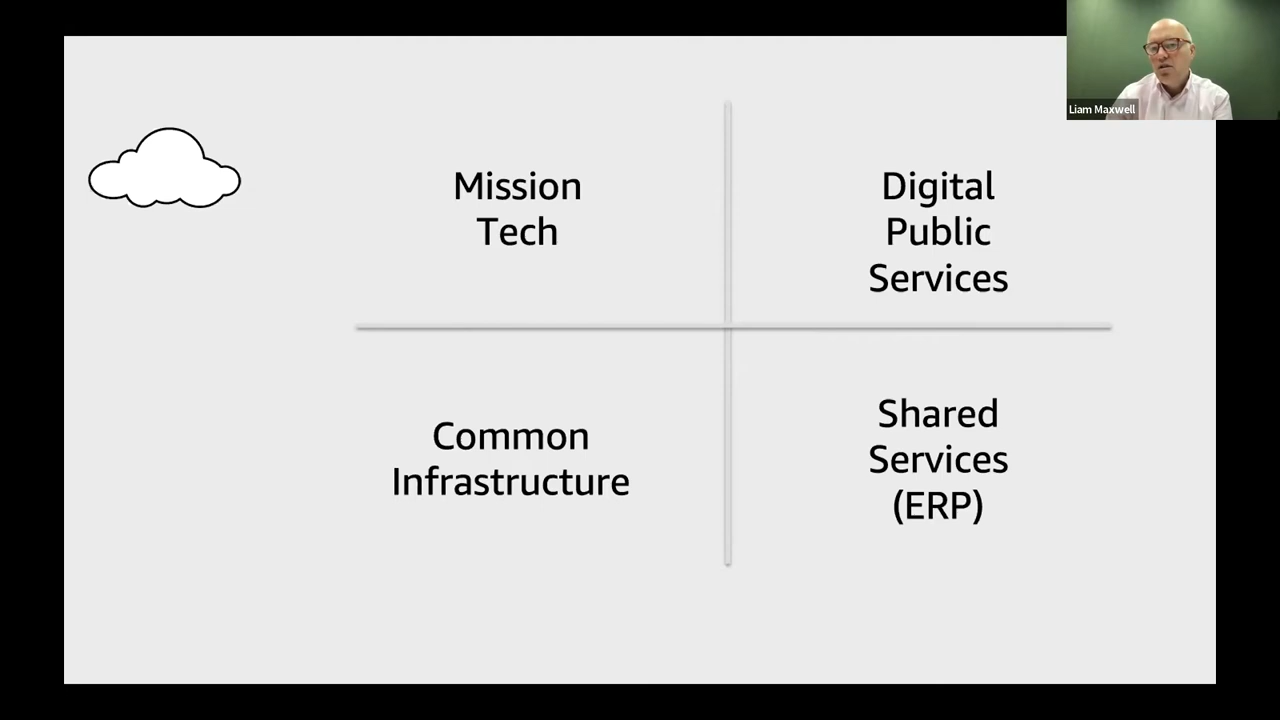 Liam Maxwell
Mission
Tech
Digital
Public
Services
Common
Infrastructure
Shared
Services
(ERP)